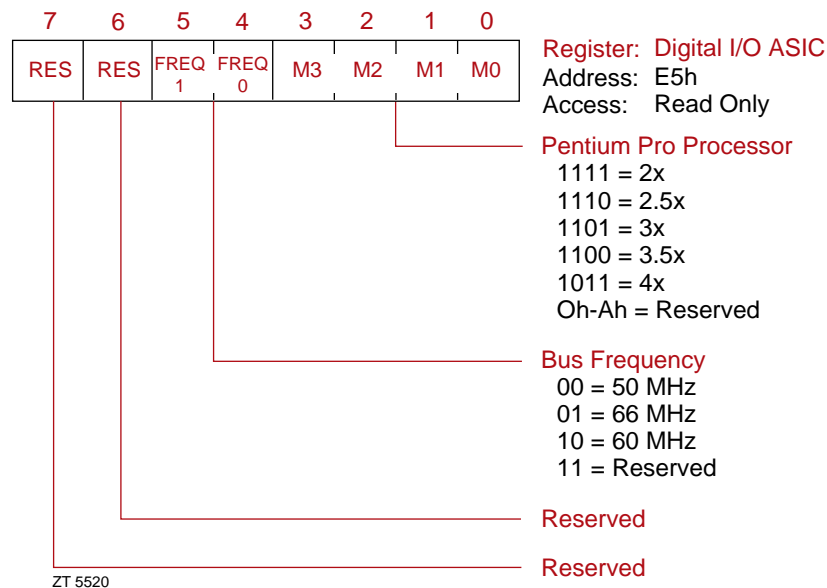 7 6 5 4 3 2 1 0
RES RES FREQ 1 FREQ 0 M3 M2 M1 M0
Register: Digital I/O ASIC
Address: E5h
Access: Read Only
Pentium Pro Processor
1111 = 2x
1110 = 2.5x
1101 = 3x
1100 = 3.5x
1011 = 4x
Oh-Ah = Reserved
Bus Frequency
00 = 50 MHz
01 = 66 MHz
10 = 60 MHz
11 = Reserved
Reserved
Reserved
ZT 5520